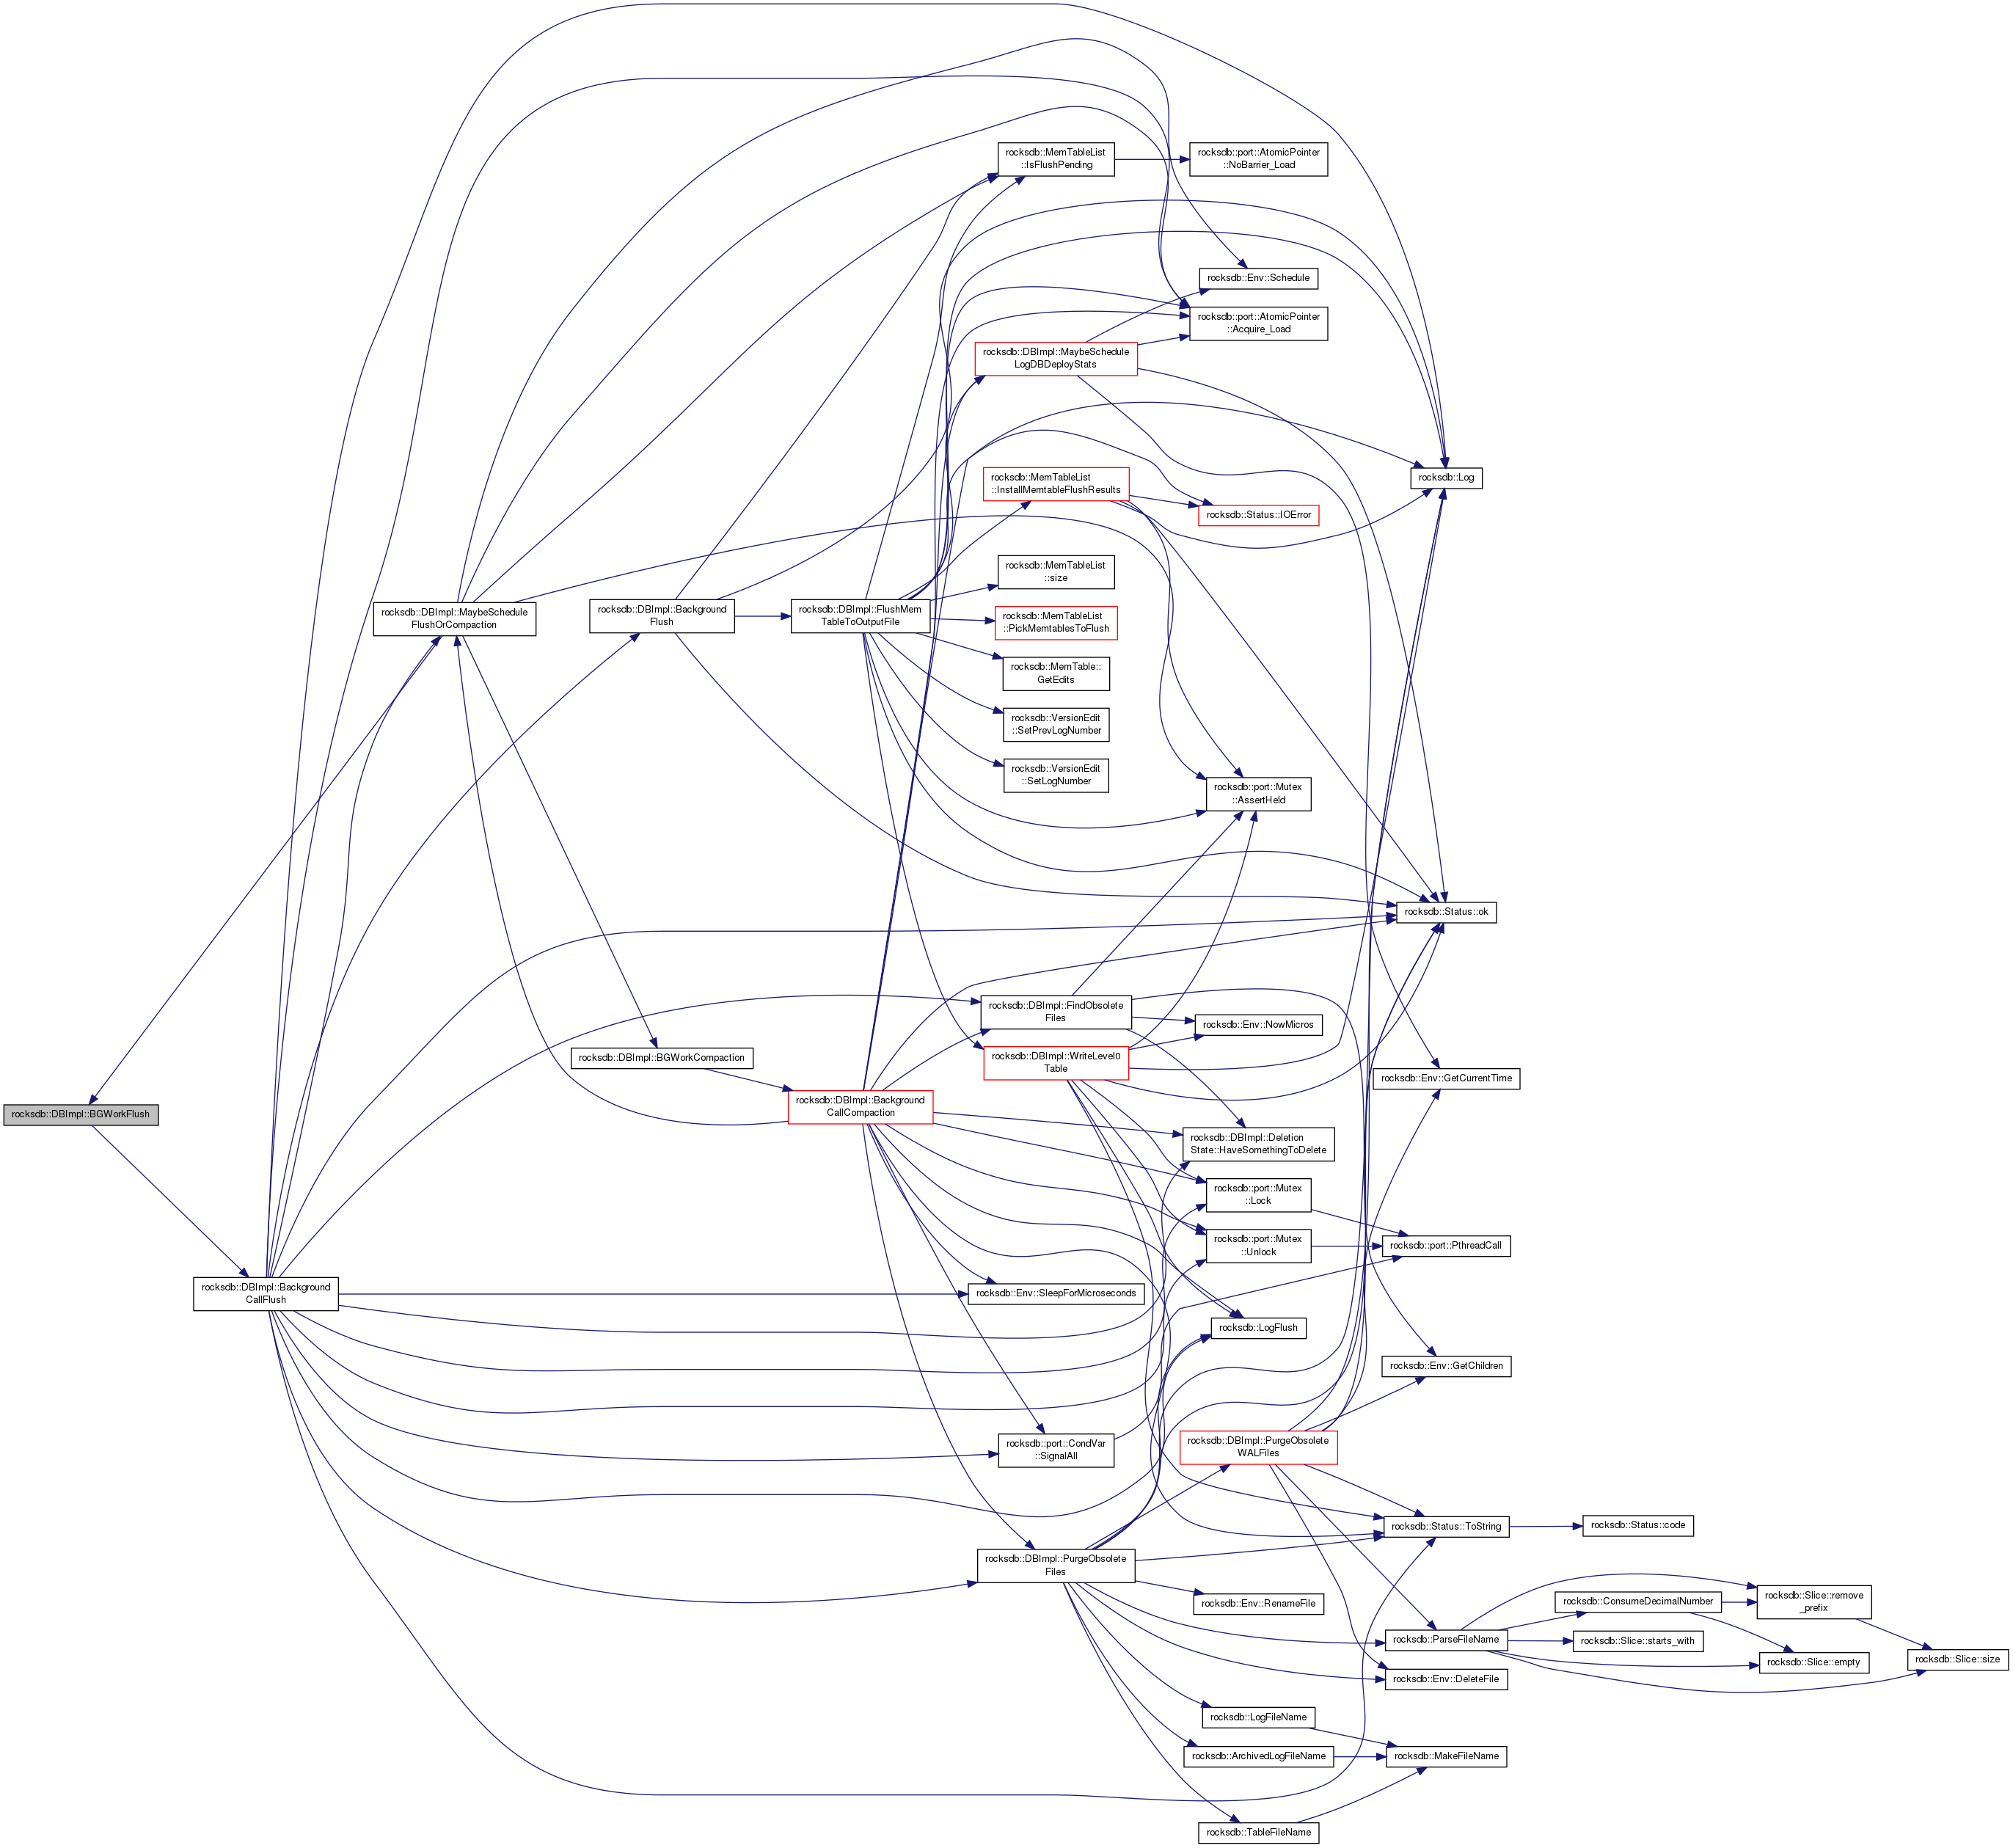 rocksdb::MemTableList
::IsFlushPending
rocksdb::port::AtomicPointer
::NoBarrier_Load
rocksdb::Env::Schedule
rocksdb::port::AtomicPointer
::Acquire_Load
rocksdb::DBImpl::MaybeSchedule
LogDBDeployStats
rocksdb::Log
rocksdb::MemTableList
::InstallMemtableFlushResults
rocksdb::Status::IOError
rocksdb::MemTableList
::size
rocksdb::DBImpl::MaybeSchedule
FlushOrCompaction
rocksdb::DBImpl::Background
Flush
rocksdb::DBImpl::FlushMem
TableToOutputFile
rocksdb::MemTableList
::PickMemtablesToFlush
rocksdb::MemTable::
GetEdits
rocksdb::VersionEdit
::SetPrevLogNumber
rocksdb::VersionEdit
::SetLogNumber
rocksdb::port::Mutex
::AssertHeld
rocksdb::Status::ok
rocksdb::DBImpl::FindObsolete
Files
rocksdb::Env::NowMicros
rocksdb::DBImpl::BGWorkCompaction
rocksdb::DBImpl::WriteLevel0
Table
rocksdb::Env::GetCurrentTime
rocksdb::DBImpl::BGWorkFlush
rocksdb::DBImpl::Background
CallCompaction
rocksdb::DBImpl::Deletion
State::HaveSomethingToDelete
rocksdb::port::Mutex
::Lock
rocksdb::port::Mutex
::Unlock
rocksdb::port::PthreadCall
rocksdb::DBImpl::Background
CallFlush
rocksdb::Env::SleepForMicroseconds
rocksdb::LogFlush
rocksdb::Env::GetChildren
rocksdb::port::CondVar
::SignalAll
rocksdb::DBImpl::PurgeObsolete
WALFiles
rocksdb::Status::ToString
rocksdb::Status::code
rocksdb::DBImpl::PurgeObsolete
Files
rocksdb::Env::RenameFile
rocksdb::ConsumeDecimalNumber
rocksdb::Slice::remove
_prefix
rocksdb::ParseFileName
rocksdb::Slice::starts_with
rocksdb::Slice::empty
rocksdb::Slice::size
rocksdb::Env::DeleteFile
rocksdb::LogFileName
rocksdb::ArchivedLogFileName
rocksdb::MakeFileName
rocksdb::TableFileName